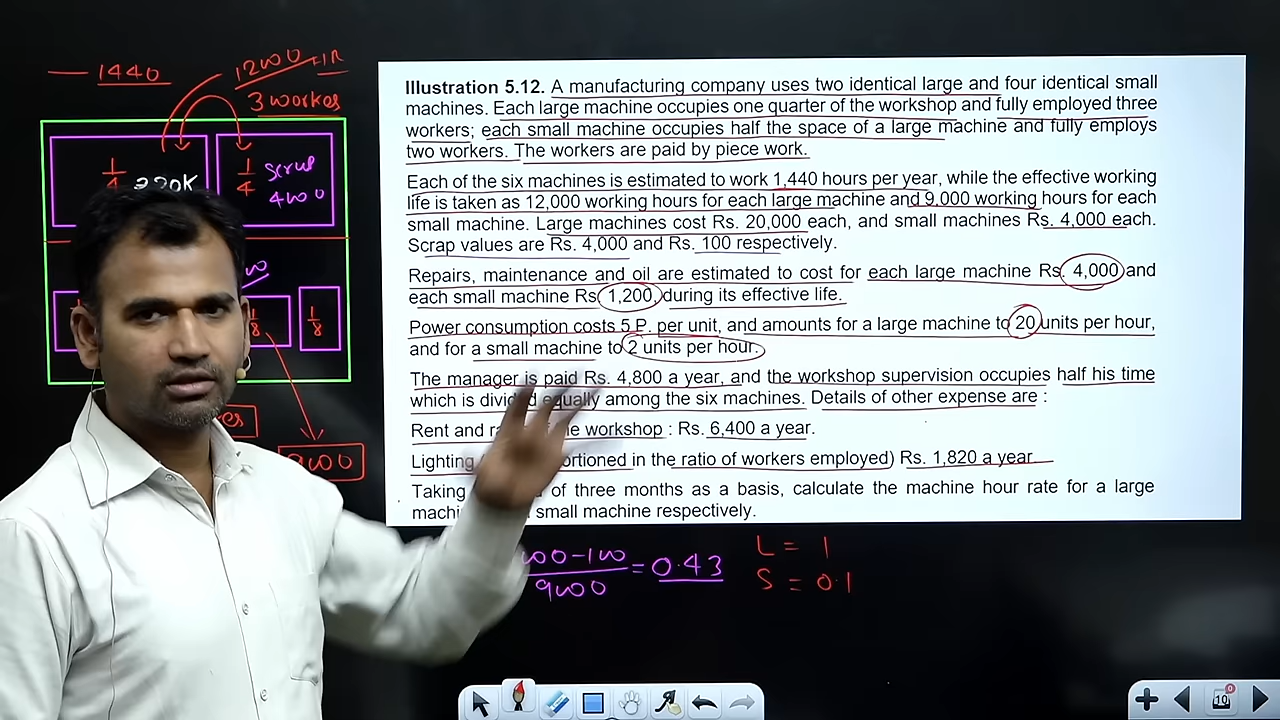 1440
12000 HR
3 workes
1/4 220K
1/4 Scrap
4000
1/8
1/8
9000
Illustration 5.12. A manufacturing company uses two identical large and four identical small
machines. Each large machine occupies one quarter of the workshop and fully employed three
workers; each small machine occupies half the space of a large machine and fully employs
two workers. The workers are paid by piece work.
Each of the six machines is estimated to work 1,440 hours per year, while the effective working
life is taken as 12,000 working hours for each large machine and 9,000 working hours for each
small machine. Large machines cost Rs. 20,000 each, and small machines Rs. 4,000 each.
Scrap values are Rs. 4,000 and Rs. 100 respectively.
Repairs, maintenance and oil are estimated to cost for each large machine Rs. 4,000 and
each small machine Rs 1,200, during its effective life.
Power consumption costs 5 P. per unit, and amounts for a large machine to 20 units per hour,
and for a small machine to 2 units per hour.
The manager is paid Rs. 4,800 a year, and the workshop supervision occupies half his time
which is divided equally among the six machines. Details of other expense are :
Rent and workshop : Rs. 6,400 a year.
Lighting in the ratio of workers employed) Rs. 1,820 a year.
Taking of three months as a basis, calculate the machine hour rate for a large
small machine respectively.
00-100
9000
= 0.43
L = 1
S = 0.1
10